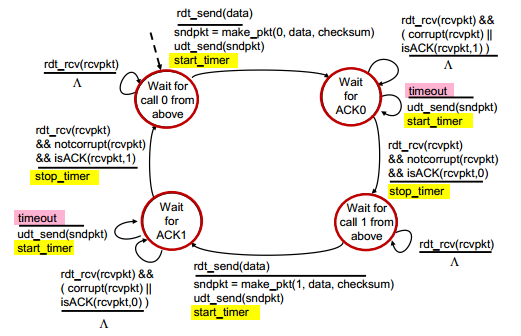 rdt_send(data)
sndpkt = make_pkt(0, data, checksum)
udt_send(sndpkt)
start_timer
rdt_rcv(rcvpkt) &&
( corrupt(rcvpkt) ||
isACK(rcvpkt,1) )
Λ
rdt_rcv(rcvpkt)
Λ
Wait for
call 0 from
above
Wait
for
ACK0
timeout
udt_send(sndpkt)
start_timer
rdt_rcv(rcvpkt)
&& notcorrupt(rcvpkt)
&& isACK(rcvpkt,1)
stop_timer
rdt_rcv(rcvpkt)
&& notcorrupt(rcvpkt)
&& isACK(rcvpkt,0)
stop_timer
timeout
udt_send(sndpkt)
start_timer
Wait
for
ACK1
Wait for
call 1 from
above
rdt_rcv(rcvpkt)
Λ
rdt_rcv(rcvpkt) &&
( corrupt(rcvpkt) ||
isACK(rcvpkt,0) )
Λ
rdt_send(data)
sndpkt = make_pkt(1, data, checksum)
udt_send(sndpkt)
start_timer